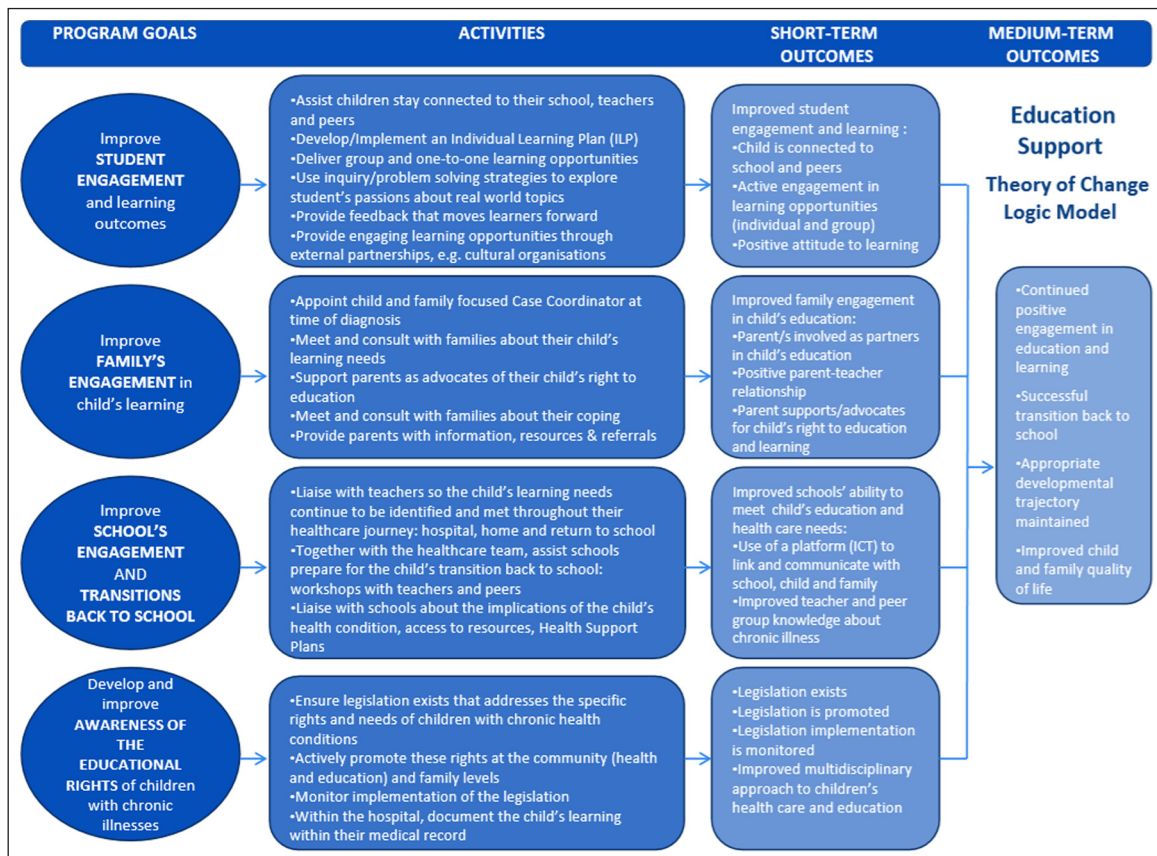 PROGRAM GOALS
ACTIVITIES
SHORT-TERM
OUTCOMES
MEDIUM-TERM
OUTCOMES
Improve
STUDENT
ENGAGEMENT
and learning
outcomes
•Assist children stay connected to their school, teachers
and peers
•Develop/Implement an Individual Learning Plan (ILP)
•Deliver group and one-to-one learning opportunities
•Use inquiry/problem solving strategies to explore
student's passions about real world topics
•Provide feedback that moves learners forward
•Provide engaging learning opportunities through
external partnerships, e.g. cultural organisations
Improved student
engagement and learning :
•Child is connected to
school and peers
•Active engagement in
learning opportunities
(individual and group)
•Positive attitude to learning
Education
Support
Theory of Change
Logic Model
Improve
FAMILY'S
ENGAGEMENT in
child's learning
•Appoint child and family focused Case Coordinator at
time of diagnosis
•Meet and consult with families about their child's
learning needs
•Support parents as advocates of their child's right to
education
•Meet and consult with families about their coping
•Provide parents with information, resources & referrals
Improved family engagement
in child's education:
•Parent/s involved as partners
in child's education
•Positive parent-teacher
relationship
•Parent supports/advocates
for child's right to education
and learning
•Continued
positive
engagement in
education and
learning
•Successful
transition back to
school
•Appropriate
developmental
trajectory
maintained
•Improved child
and family quality of
life
Improve
SCHOOL'S
ENGAGEMENT
AND
TRANSITIONS
BACK TO SCHOOL
•Liaise with teachers so the child's learning needs
continue to be identified and met throughout their
healthcare journey: hospital, home and return to school
•Together with the healthcare team, assist schools
prepare for the child's transition back to school:
workshops with teachers and peers
•Liaise with schools about the implications of the child's
health condition, access to resources, Health Support
Plans
Improved schools' ability to
meet child's education and
health care needs:
•Use of a platform (ICT) to
link and communicate with
school, child and family
•Improved teacher and peer
group knowledge about
chronic illness
Develop and
improve
AWARENESS OF
THE
EDUCATIONAL
RIGHTS of children
with chronic
illnesses
•Ensure legislation exists that addresses the specific
rights and needs of children with chronic health
conditions
•Actively promote these rights at the community (health
and education) and family levels
•Monitor implementation of the legislation
•Within the hospital, document the child's learning
within their medical record
•Legislation exists
•Legislation is promoted
•Legislation implementation
is monitored
•Improved multidisciplinary
approach to children's
health care and education